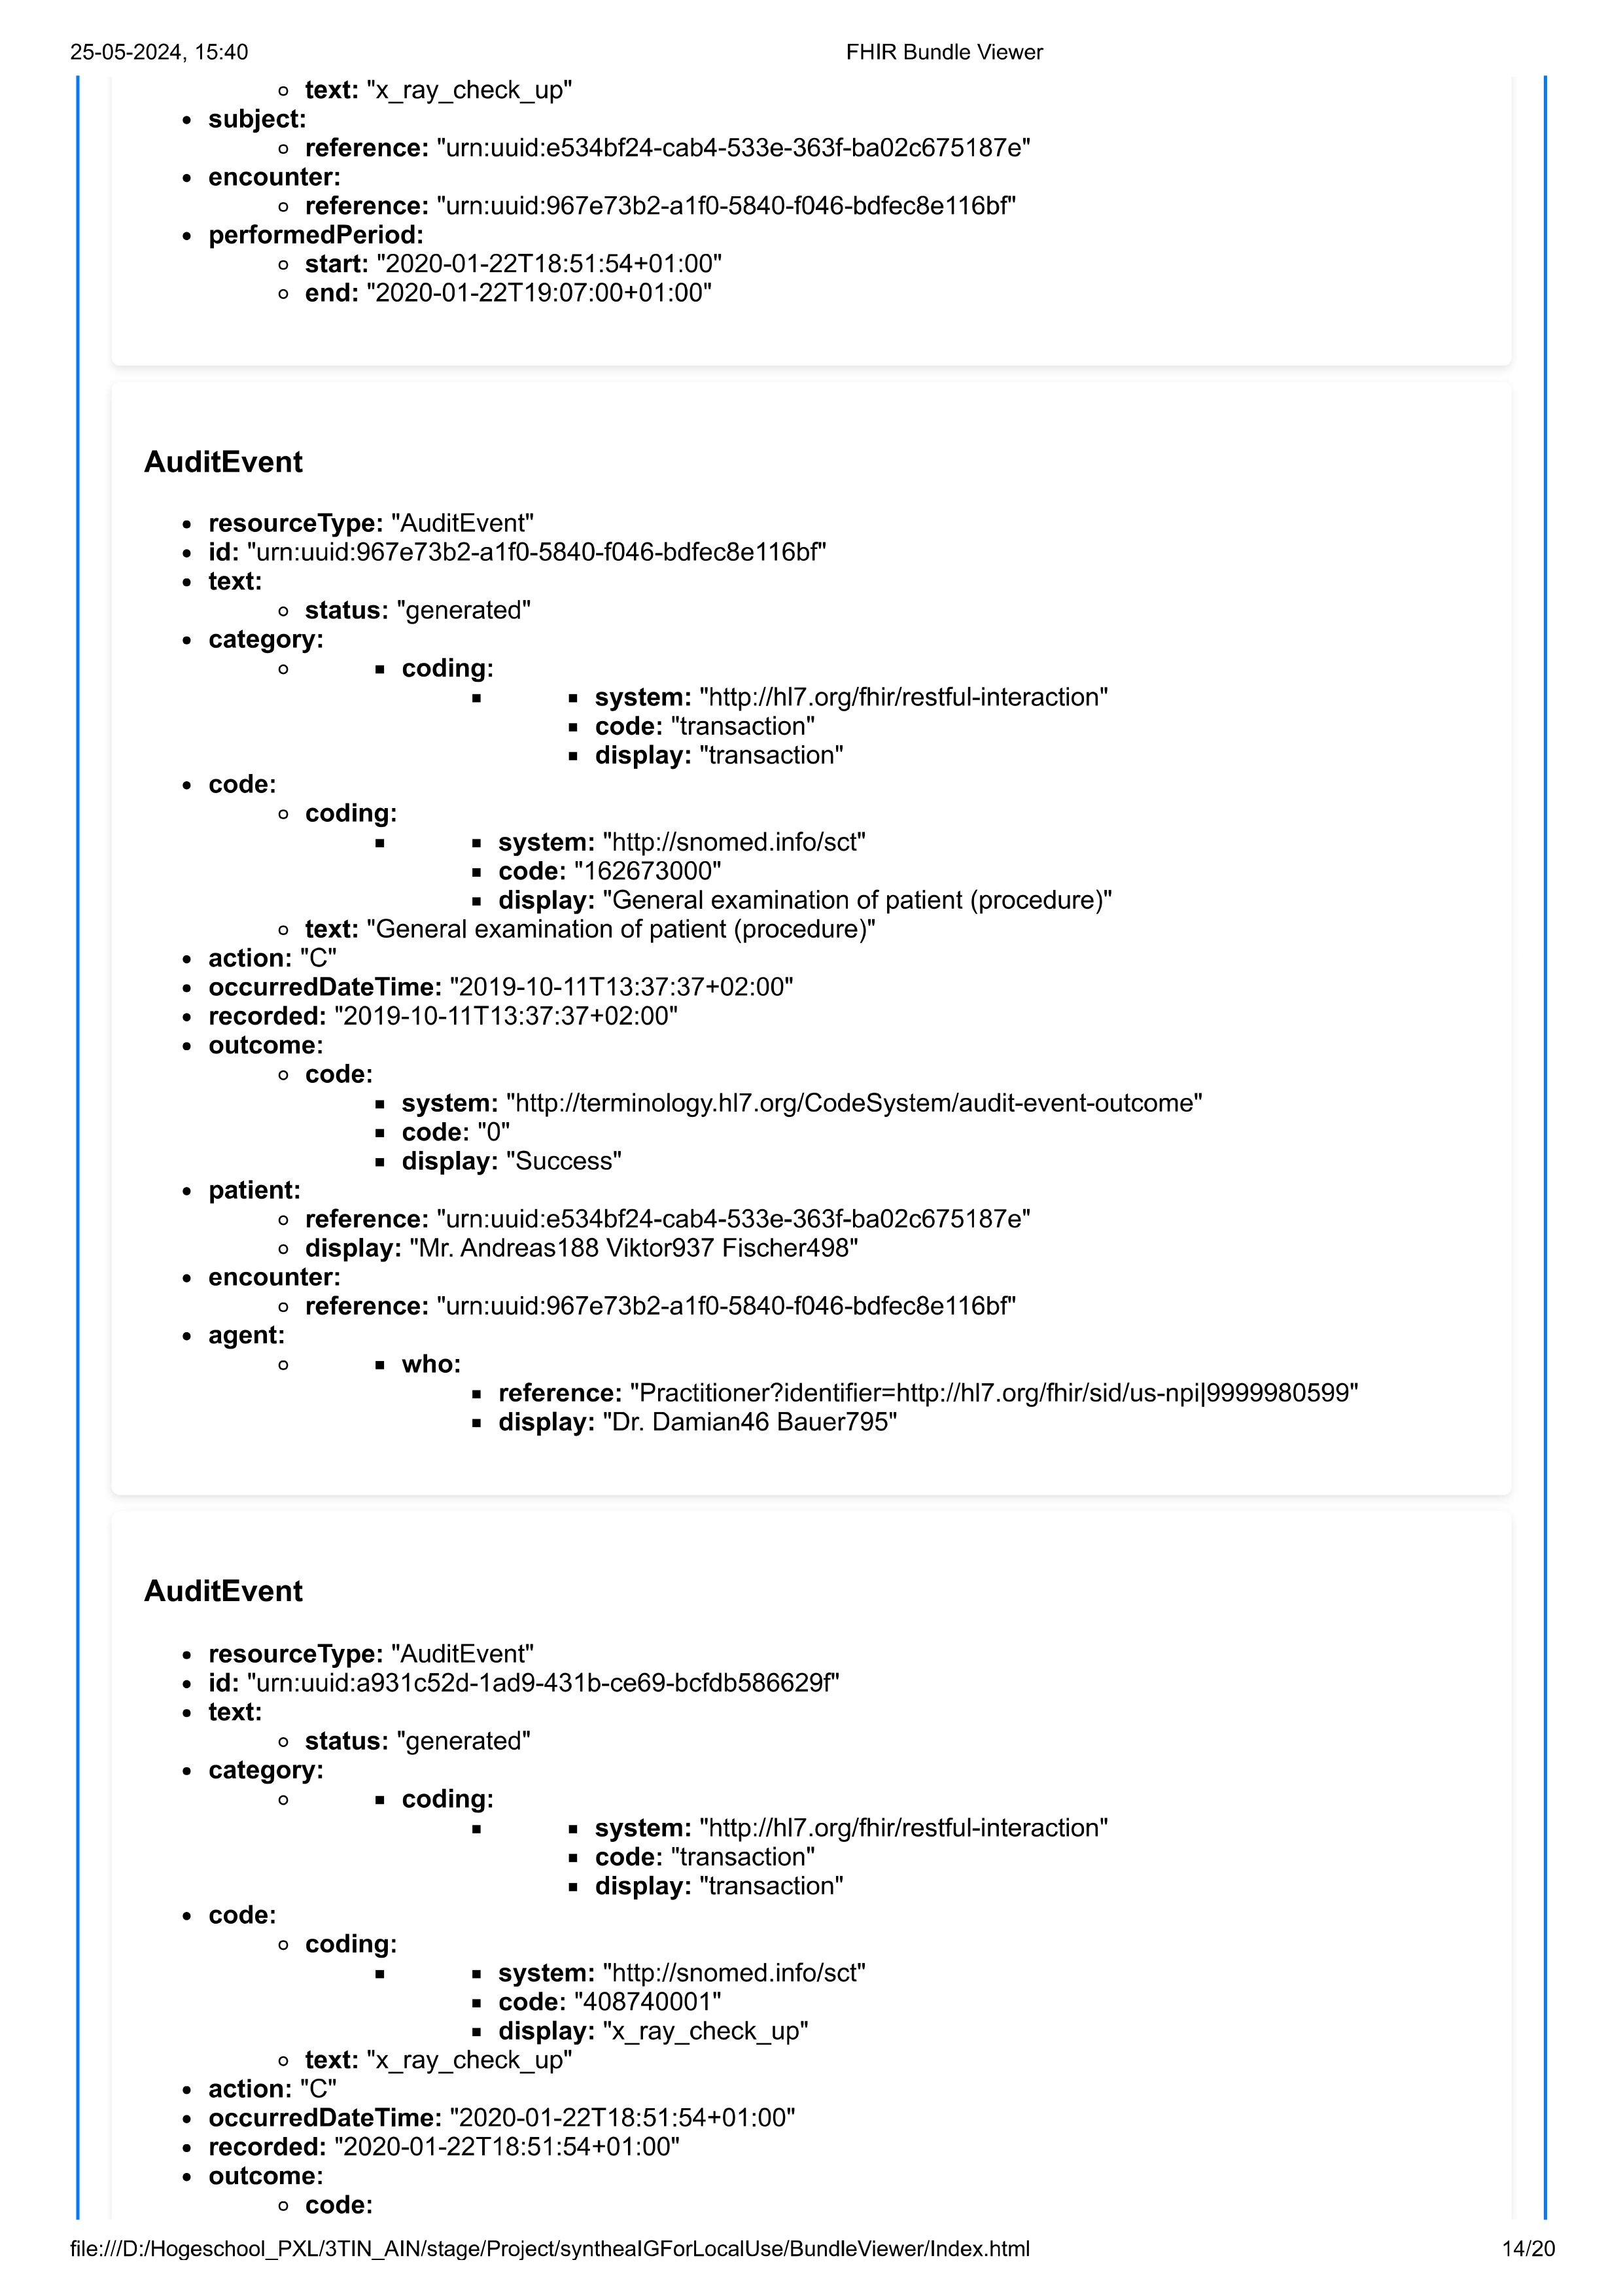 25-05-2024, 15:40 FHIR Bundle Viewer
text: "x_ray_check_up"
subject:
reference: "urn:uuid:e534bf24-cab4-533e-363f-ba02c675187e"
encounter:
reference: "urn:uuid:967e73b2-a1f0-5840-f046-bdfec8e116bf"
performedPeriod:
start: "2020-01-22T18:51:54+01:00"
end: "2020-01-22T19:07:00+01:00"
AuditEvent
resourceType: "AuditEvent"
id: "urn:uuid:967e73b2-a1f0-5840-f046-bdfec8e116bf"
text:
status: "generated"
category:
coding:
system: "http://hl7.org/fhir/restful-interaction"
code: "transaction"
display: "transaction"
code:
coding:
system: "http://snomed.info/sct"
code: "162673000"
display: "General examination of patient (procedure)"
text: "General examination of patient (procedure)"
action: "C"
occurredDateTime: "2019-10-11T13:37:37+02:00"
recorded: "2019-10-11T13:37:37+02:00"
outcome:
code:
system: "http://terminology.hl7.org/CodeSystem/audit-event-outcome"
code: "0"
display: "Success"
patient:
reference: "urn:uuid:e534bf24-cab4-533e-363f-ba02c675187e"
display: "Mr. Andreas188 Viktor937 Fischer498"
encounter:
reference: "urn:uuid:967e73b2-a1f0-5840-f046-bdfec8e116bf"
agent:
who:
reference: "Practitioner?identifier=http://hl7.org/fhir/sid/us-npi|9999980599"
display: "Dr. Damian46 Bauer795"
AuditEvent
resourceType: "AuditEvent"
id: "urn:uuid:a931c52d-1ad9-431b-ce69-bcfdb586629f"
text:
status: "generated"
category:
coding:
system: "http://hl7.org/fhir/restful-interaction"
code: "transaction"
display: "transaction"
code:
coding:
system: "http://snomed.info/sct"
code: "408740001"
display: "x_ray_check_up"
text: "x_ray_check_up"
action: "C"
occurredDateTime: "2020-01-22T18:51:54+01:00"
recorded: "2020-01-22T18:51:54+01:00"
outcome:
code:
file:///D:/Hogeschool_PXL/3TIN_AIN/stage/Project/syntheaIGForLocalUse/BundleViewer/Index.html 14/20